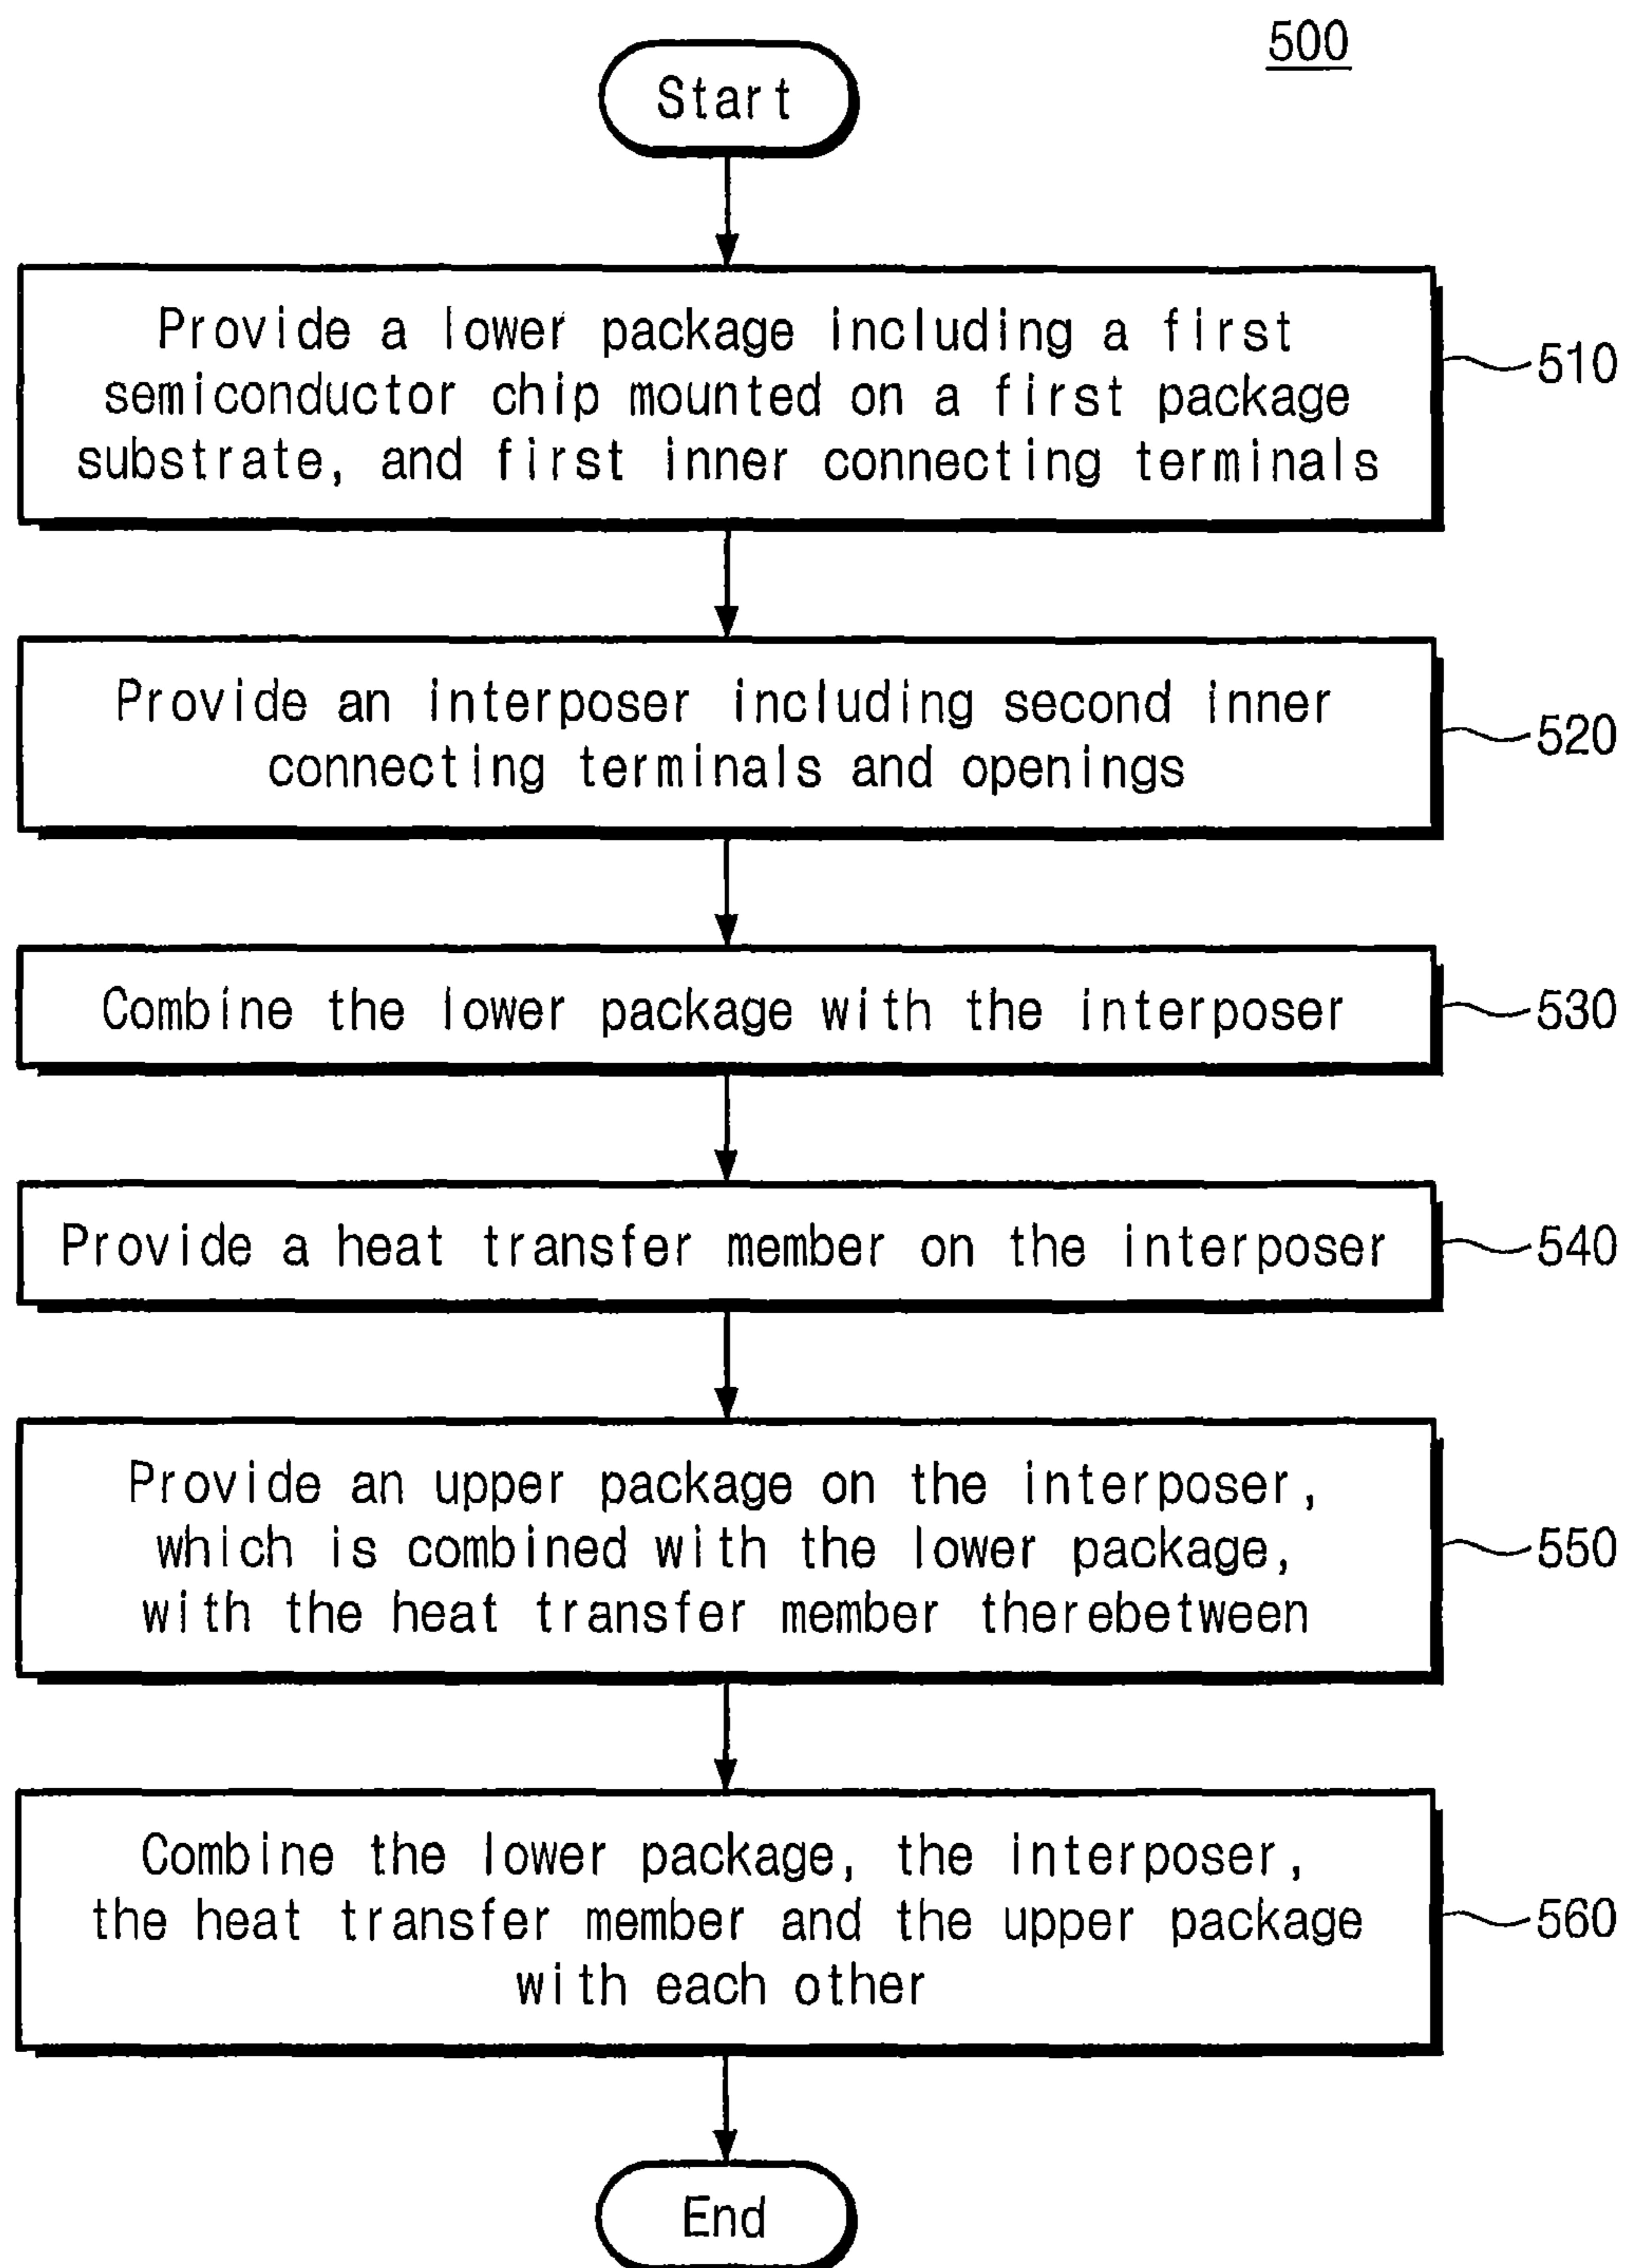 500
Start
Provide a lower package including a first
semiconductor chip mounted on a first package
substrate, and first inner connecting terminals
510
Provide an interposer including second inner
connecting terminals and openings
520
Combine the lower package with the interposer
530
Provide a heat transfer member on the interposer
540
Provide an upper package on the interposer,
which is combined with the lower package,
with the heat transfer member therebetween
550
Combine the lower package, the interposer,
the heat transfer member and the upper package
with each other
560
End